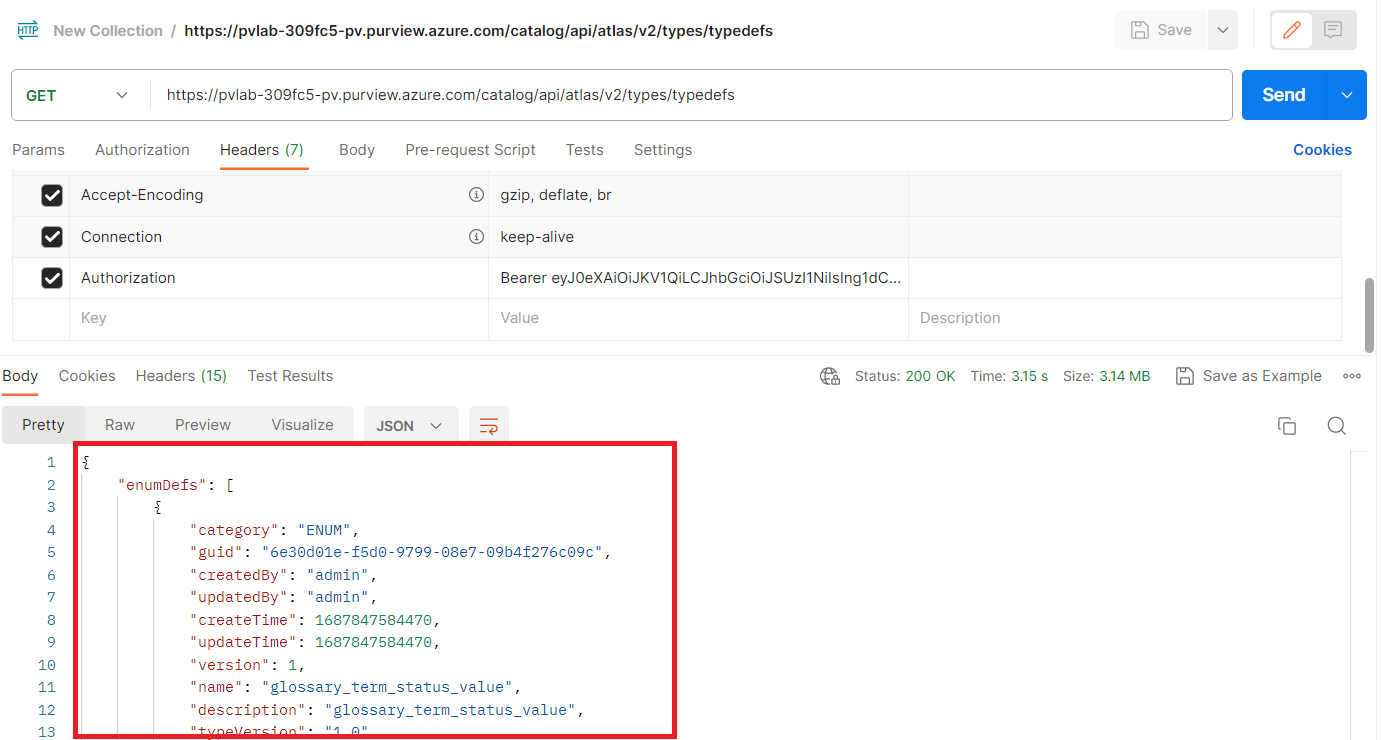 HTTP New Collection / https://pvlab-309fc5-pv.purview.azure.com/catalog/api/atlas/v2/types/typedefs Save
GET https://pvlab-309fc5-pv.purview.azure.com/catalog/api/atlas/v2/types/typedefs Send
Params Authorization Headers (7) Body Pre-request Script Tests Settings Cookies
Accept-Encoding gzip, deflate, br
Connection keep-alive
Authorization Bearer eyJ0eXAiOiJKV1QiLCJhbGciOiJSUzI1NiIsIng1dC...
Key Value Description
Body Cookies Headers (15) Test Results Status: 200 OK Time: 3.15 s Size: 3.14 MB Save as Example
Pretty Raw Preview Visualize JSON
1 {
2 "enumDefs": [
3 {
4 "category": "ENUM",
5 "guid": "6e30d01e-f5d0-9799-08e7-09b4f276c09c",
6 "createdBy": "admin",
7 "updatedBy": "admin",
8 "createTime": 1687847584470,
9 "updateTime": 1687847584470,
10 "version": 1,
11 "name": "glossary_term_status_value",
12 "description": "glossary_term_status_value",
13 "typeVersion": "1.0"